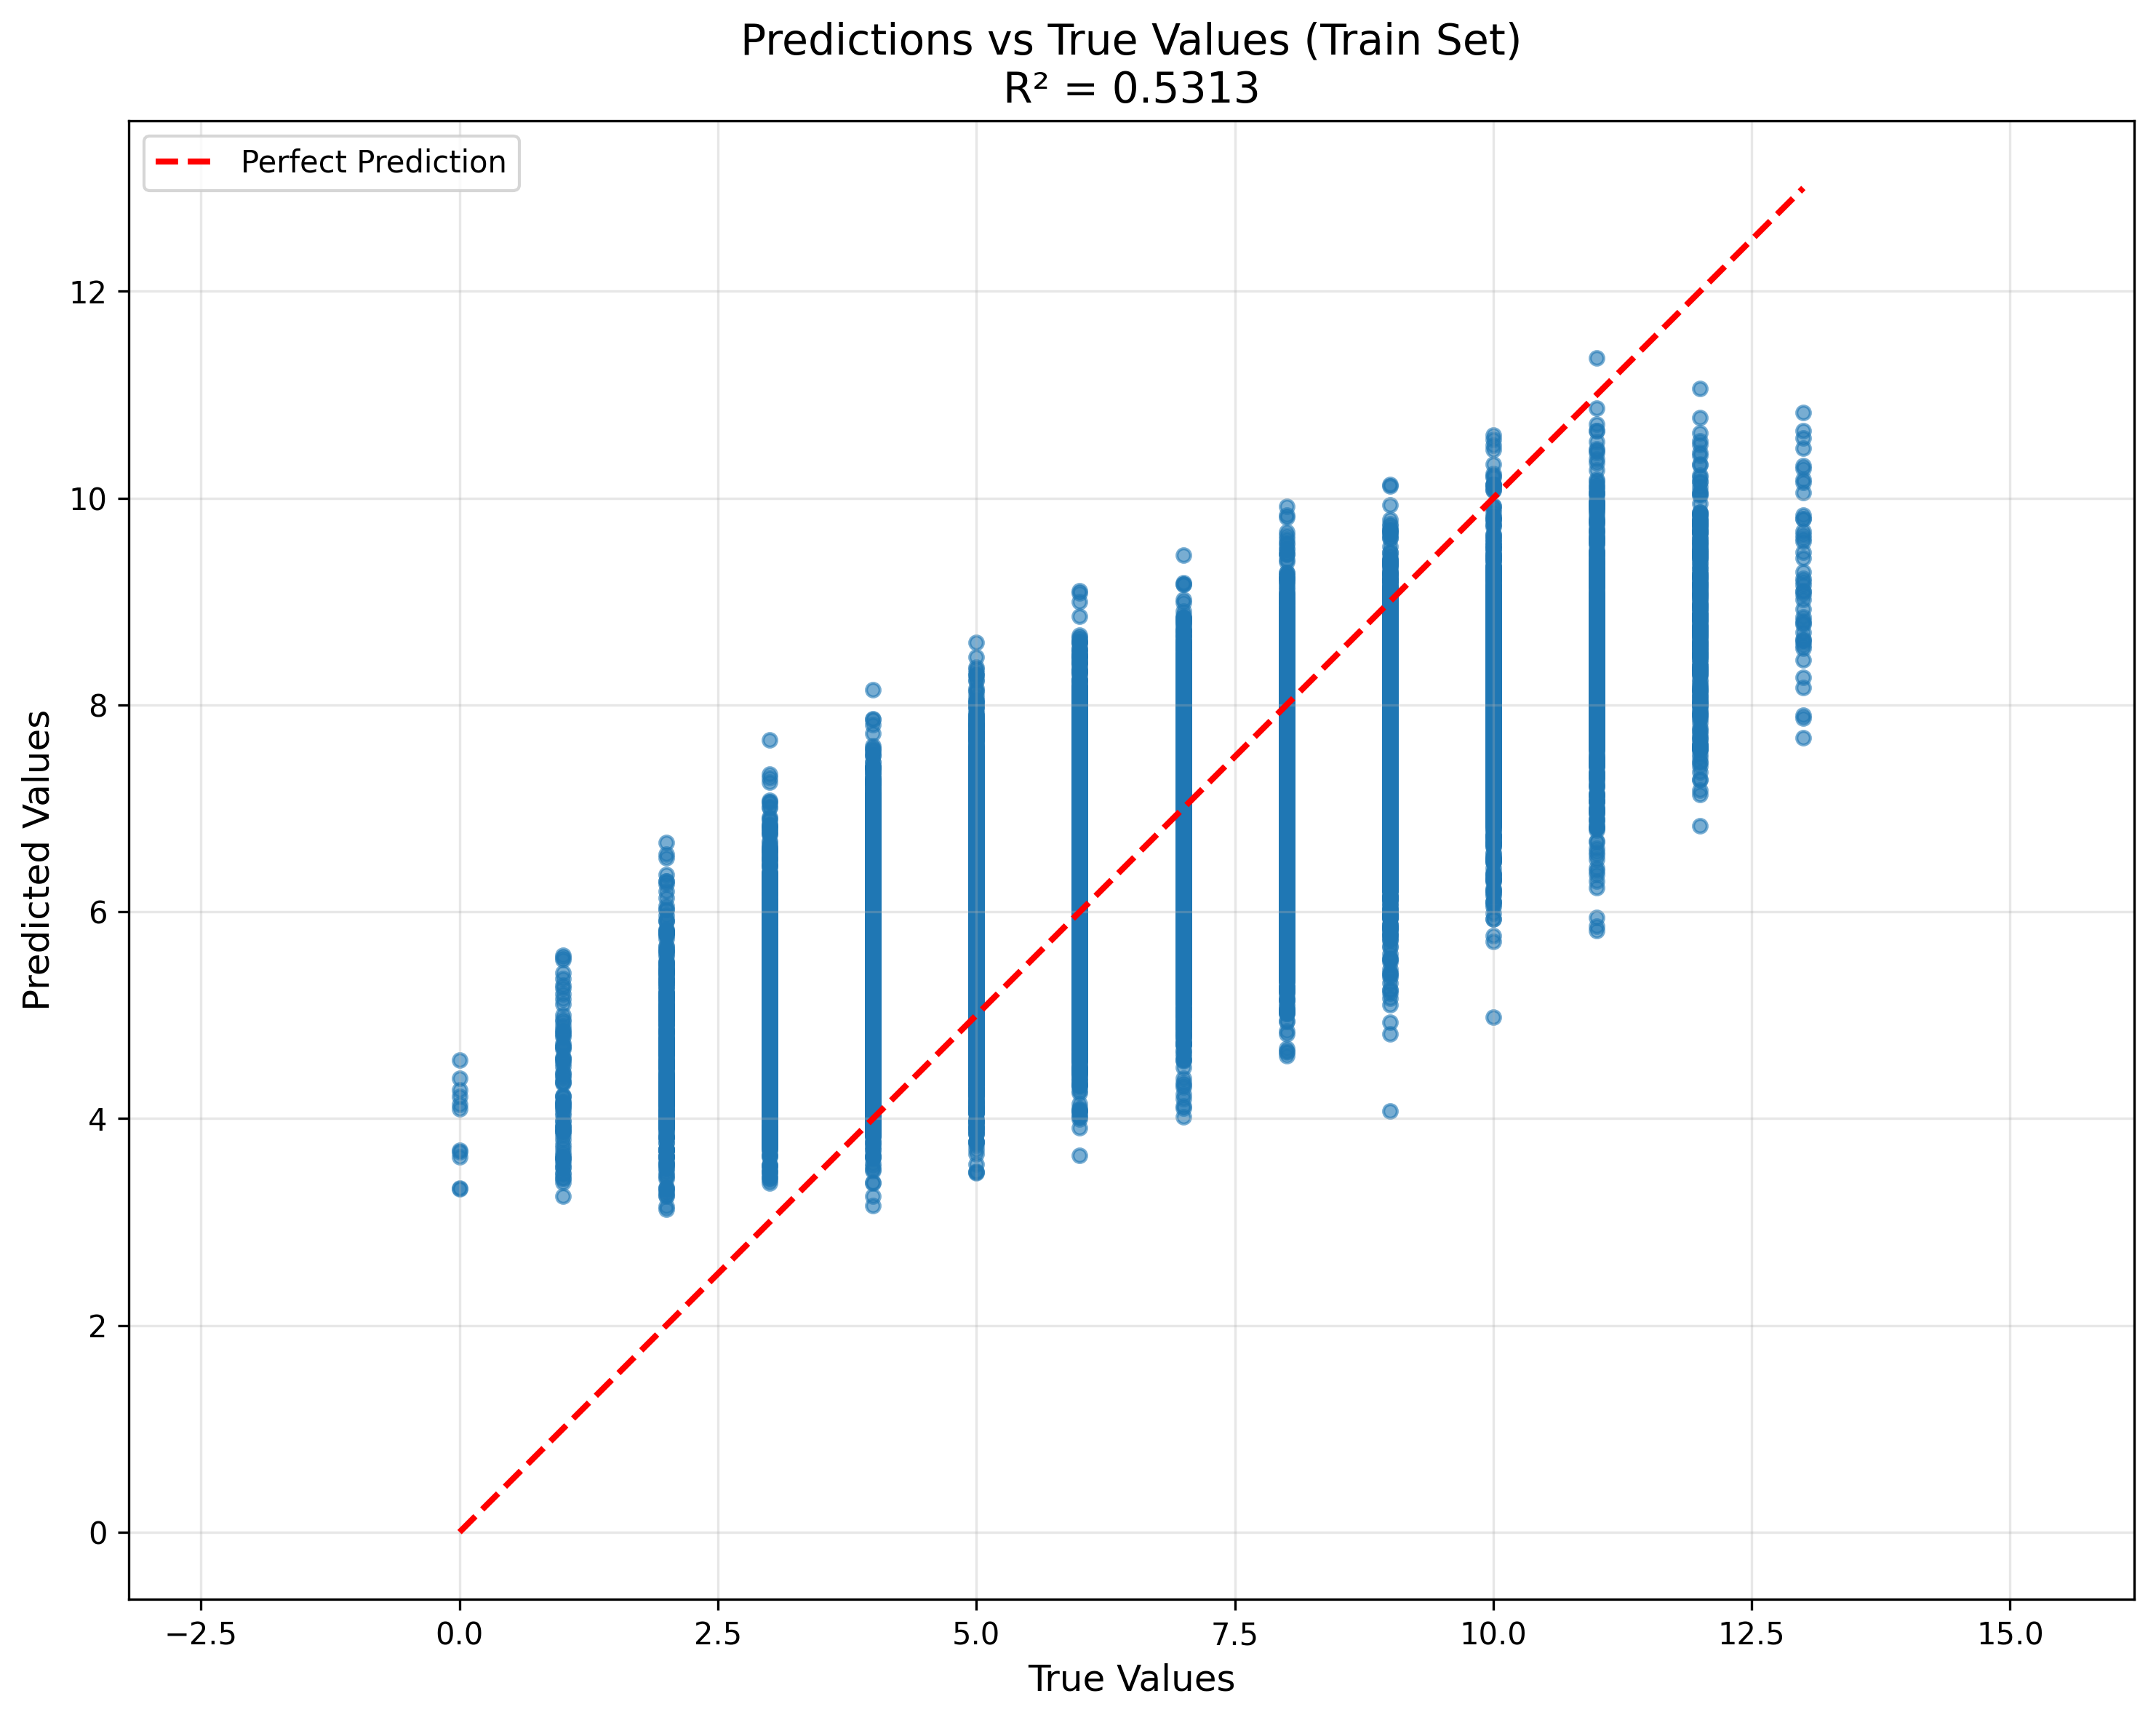 Predictions vs True Values (Train Set)
R² = 0.5313
Perfect Prediction
12
10
8
6
4
2
0
Predicted Values
−2.5 0.0 2.5 5.0 7.5 10.0 12.5 15.0
True Values